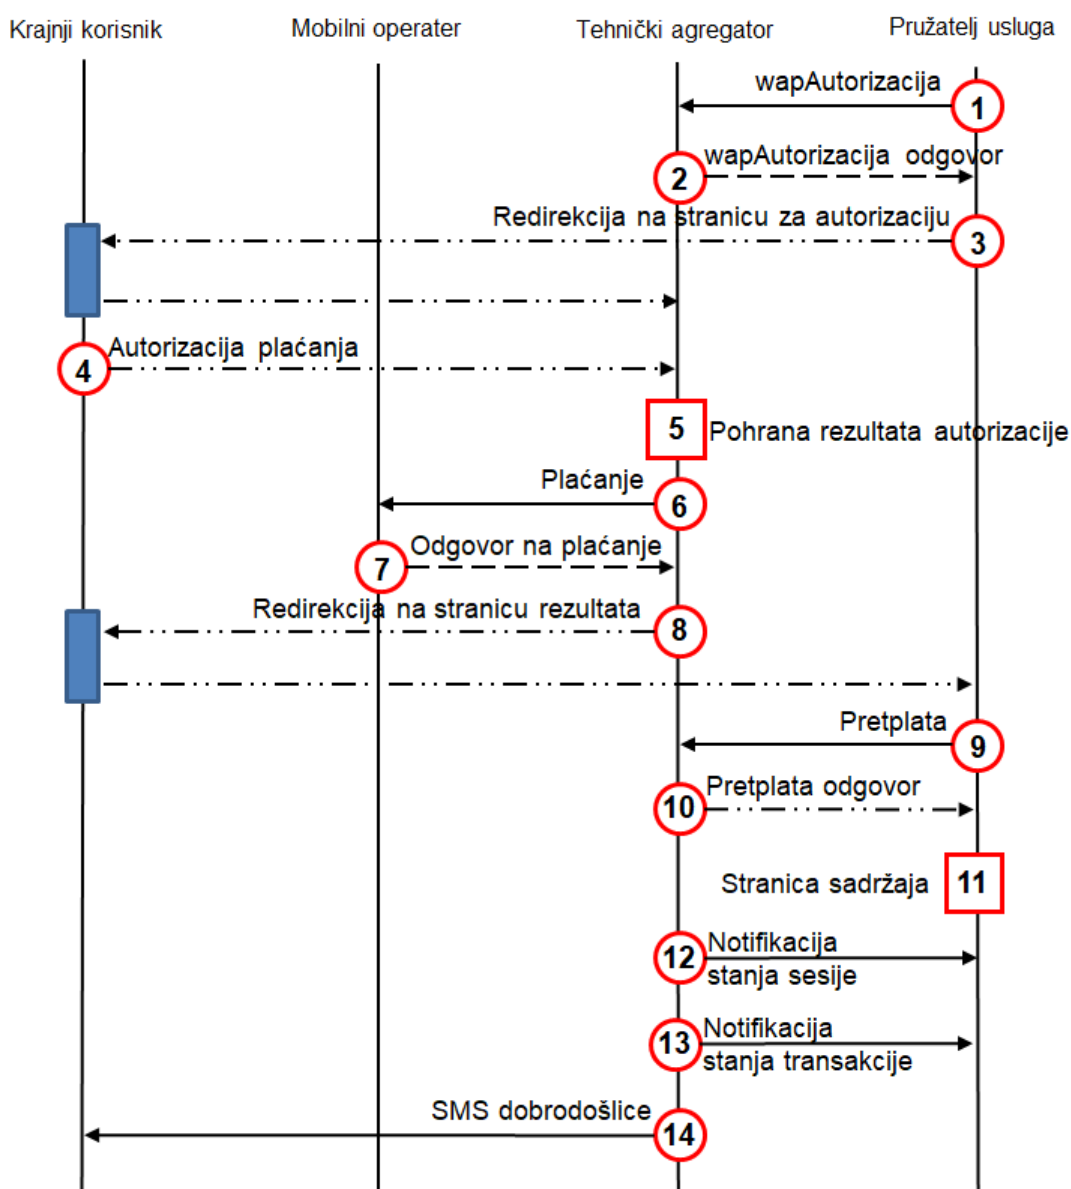 Krajnji korisnik
Mobilni operater
Tehnički agregator
Pružatelj usluga
wapAutorizacija
1
wapAutorizacija odgovor
2
Redirekcija na stranicu za autorizaciju
3
Autorizacija plaćanja
4
5
Pohrana rezultata autorizacije
Plaćanje
6
Odgovor na plaćanje
7
Redirekcija na stranicu rezultata
8
Pretplata
9
Pretplata odgovor
10
Stranica sadržaja
11
12
Notifikacija
stanja sesije
13
Notifikacija
stanja transakcije
SMS dobrodošlice
14